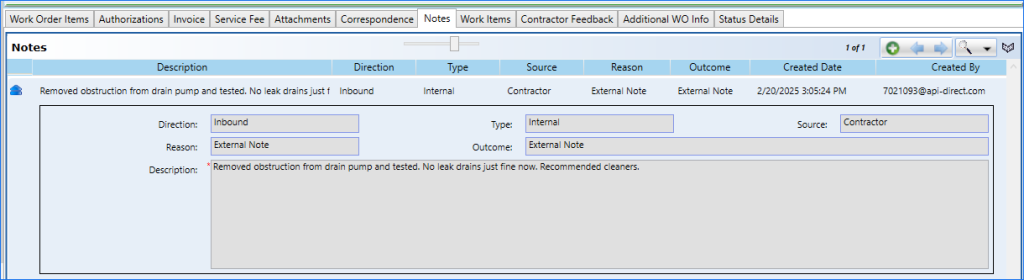 Work Order Items Authorizations Invoice Service Fee Attachments Correspondence Notes Work Items Contractor Feedback Additional WO Info Status Details
Notes 1 of 1
Description Direction Type Source Reason Outcome Created Date Created By
Removed obstruction from drain pump and tested. No leak drains just f Inbound Internal Contractor External Note External Note 2/20/2025 3:05:24 PM 7021093@api-direct.com
Direction: Inbound Type: Internal Source: Contractor
Reason: External Note Outcome: External Note
Description: * Removed obstruction from drain pump and tested. No leak drains just fine now. Recommended cleaners.